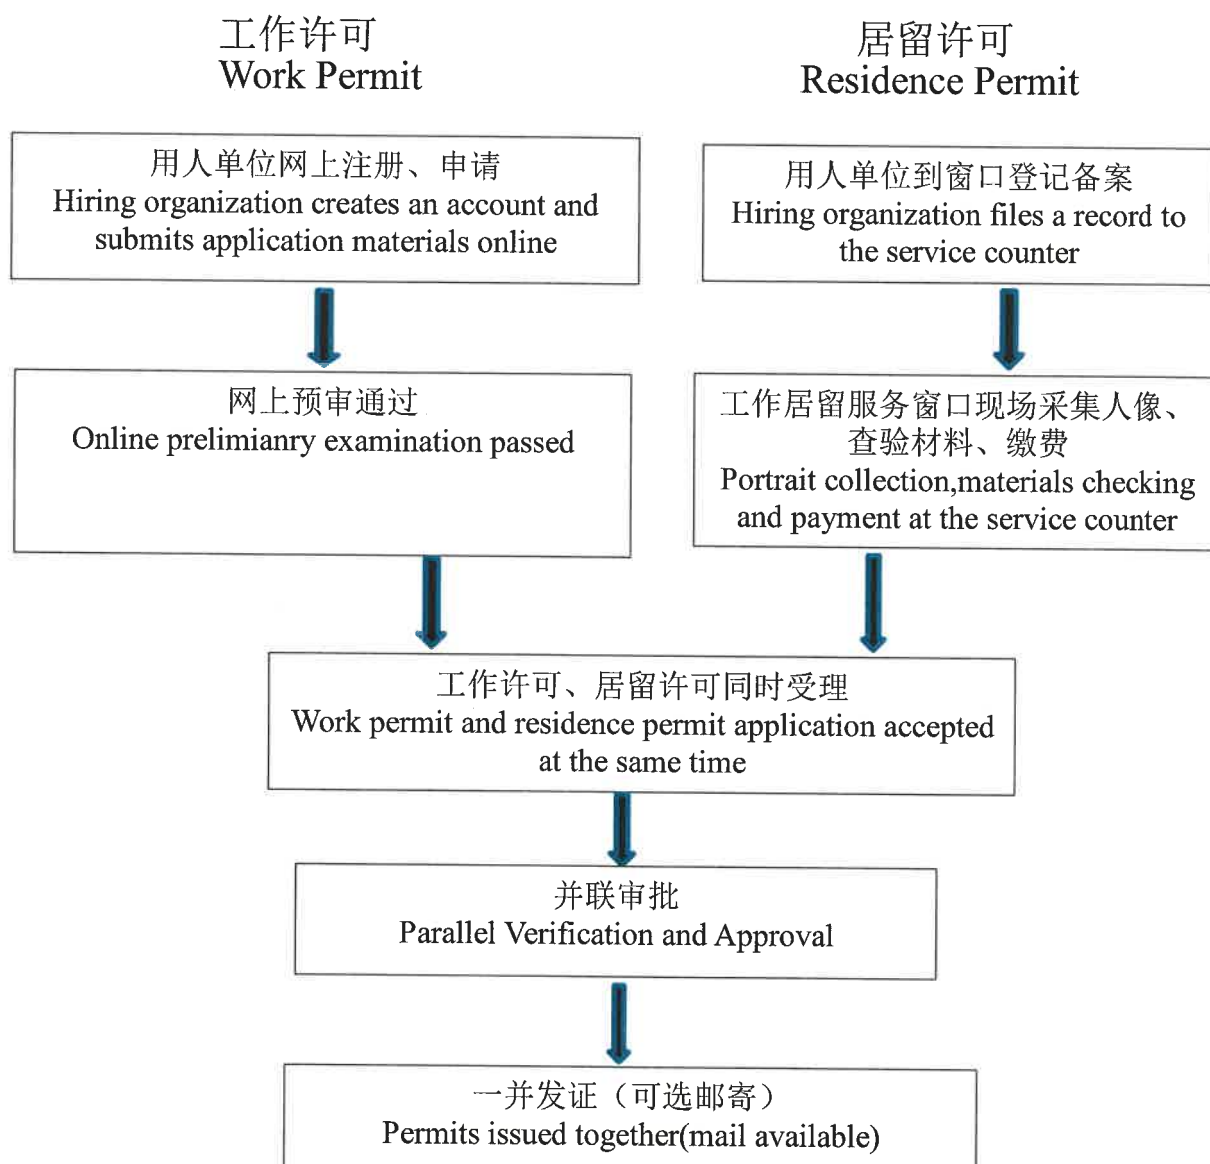 工作许可
Work Permit
居留许可
Residence Permit
用人单位网上注册、申请
Hiring organization creates an account and
submits application materials online
用人单位到窗口登记备案
Hiring organization files a record to
the service counter
网上预审通过
Online prelimianry examination passed
工作居留服务窗口现场采集人像、
查验材料、缴费
Portrait collection,materials checking
and payment at the service counter
工作许可、居留许可同时受理
Work permit and residence permit application accepted
at the same time
并联审批
Parallel Verification and Approval
一并发证（可选邮寄）
Permits issued together(mail available)